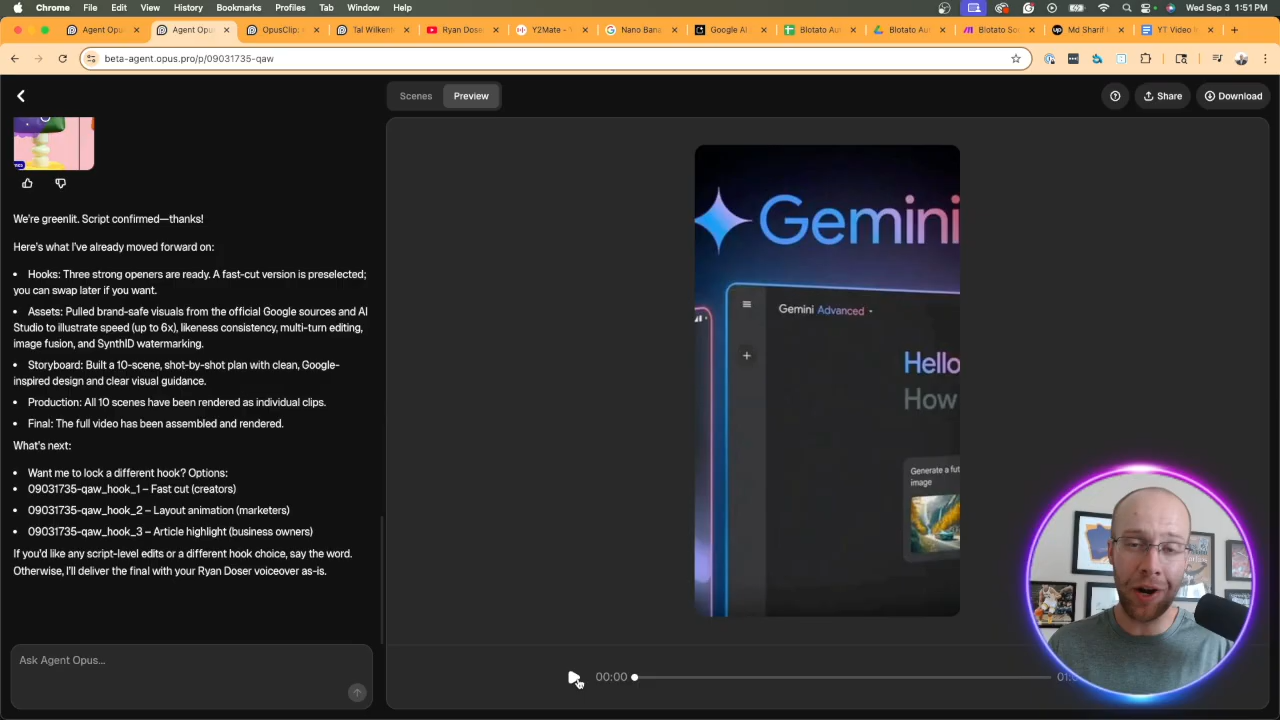 Chrome File Edit View History Bookmarks Profiles Tab Window Help
Wed Sep 3 1:51 PM
Agent Opu
Agent Opu
OpusClip:
Tal Wilkenf
Ryan Dose
Y2Mate -
Nano Bana
Google AI
Blotato Aut
Blotato Aut
Blotato So
Md Sharif
YT Video I
beta-agent.opus.pro/p/09031735-qaw
Scenes
Preview
Share
Download
We're greenlit. Script confirmed—thanks!
Here's what I've already moved forward on:
• Hooks: Three strong openers are ready. A fast-cut version is preselected;
you can swap later if you want.
• Assets: Pulled brand-safe visuals from the official Google sources and AI
Studio to illustrate speed (up to 6x), likeness consistency, multi-turn editing,
image fusion, and SynthID watermarking.
• Storyboard: Built a 10-scene, shot-by-shot plan with clean, Google-
inspired design and clear visual guidance.
• Production: All 10 scenes have been rendered as individual clips.
• Final: The full video has been assembled and rendered.
What's next:
• Want me to lock a different hook? Options:
• 09031735-qaw_hook_1 – Fast cut (creators)
• 09031735-qaw_hook_2 – Layout animation (marketers)
• 09031735-qaw_hook_3 – Article highlight (business owners)
If you'd like any script-level edits or a different hook choice, say the word.
Otherwise, I'll deliver the final with your Ryan Doser voiceover as-is.
Ask Agent Opus...
Gemini
Gemini Advanced
Hello
How
Generate a fut
image
00:00